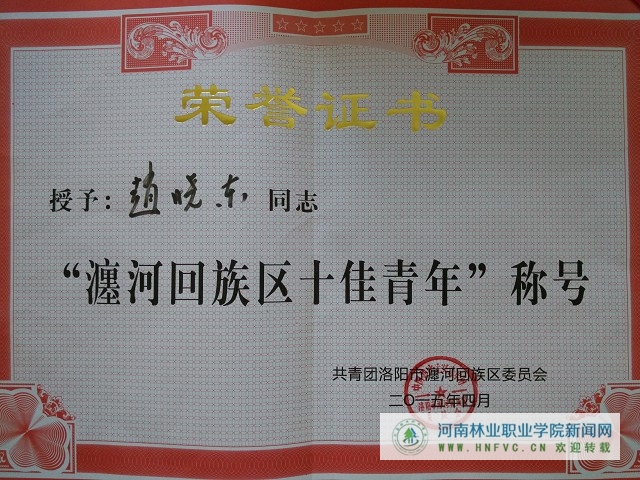 荣誉证书
授予：趙晓东 同志
“瀍河回族区十佳青年”称号
共青团洛阳市瀍河回族区委员会
二〇一五年四月
河南林业职业学院新闻网
WWW.HNFVC.CN 欢迎转载